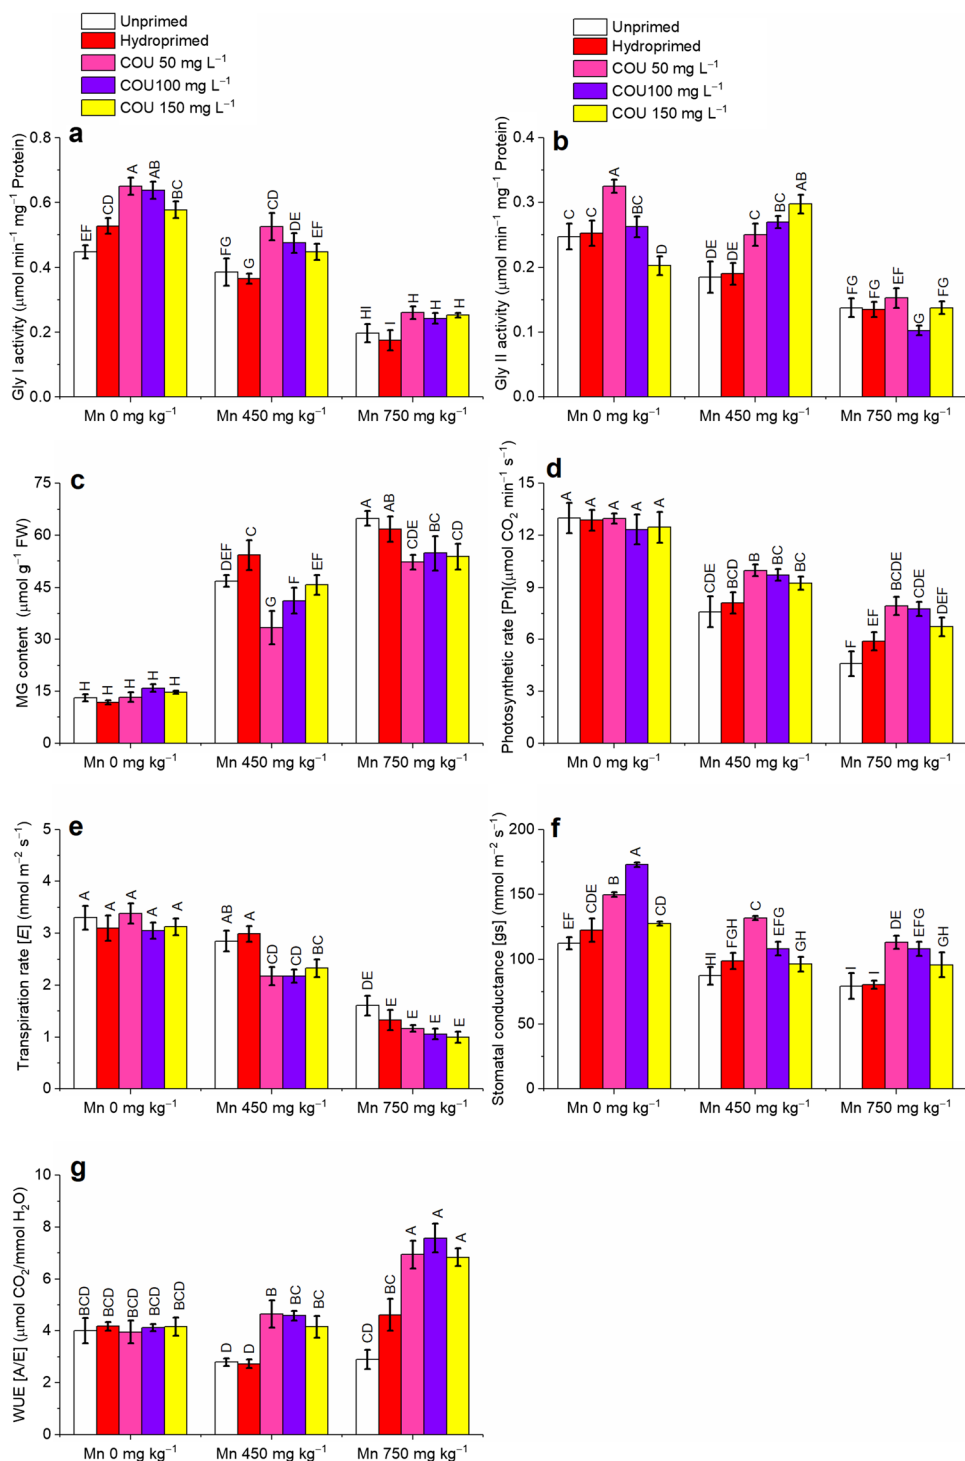 Unprimed
Hydroprimed
COU 50 mg L⁻¹
COU100 mg L⁻¹
COU 150 mg L⁻¹
Unprimed
Hydroprimed
COU 50 mg L⁻¹
COU100 mg L⁻¹
COU 150 mg L⁻¹
a
Gly I activity (μmol min⁻¹ mg⁻¹ Protein)
0.8
0.6
0.4
0.2
0.0
EF
CD
A
AB
BC
FG
G
CD
DE
EF
HI
I
H
H
H
Mn 0 mg kg⁻¹
Mn 450 mg kg⁻¹
Mn 750 mg kg⁻¹
b
Gly II activity (μmol min⁻¹ mg⁻¹ Protein)
0.4
0.3
0.2
0.1
0.0
C
C
A
BC
D
DE
DE
C
BC
AB
FG
FG
EF
G
FG
Mn 0 mg kg⁻¹
Mn 450 mg kg⁻¹
Mn 750 mg kg⁻¹
c
MG content (μmol g⁻¹ FW)
75
60
45
30
15
0
H
H
H
H
H
DEF
C
G
F
EF
A
AB
CDE
BC
CD
Mn 0 mg kg⁻¹
Mn 450 mg kg⁻¹
Mn 750 mg kg⁻¹
d
Photosynthetic rate [Pn](μmol CO₂ min⁻¹ s⁻¹)
15
12
9
6
3
0
A
A
A
A
A
CDE
BCD
B
BC
BC
F
EF
BCDE
CDE
DEF
Mn 0 mg kg⁻¹
Mn 450 mg kg⁻¹
Mn 750 mg kg⁻¹
e
Transpiration rate [E] (nmol m⁻² s⁻¹)
5
4
3
2
1
0
A
A
A
A
A
AB
A
CD
CD
BC
DE
E
E
E
E
Mn 0 mg kg⁻¹
Mn 450 mg kg⁻¹
Mn 750 mg kg⁻¹
f
Stomatal conductance [gs] (mmol m⁻² s⁻¹)
200
150
100
50
0
EF
CDE
B
A
CD
HI
FGH
C
EFG
GH
I
I
DE
EFG
GH
Mn 0 mg kg⁻¹
Mn 450 mg kg⁻¹
Mn 750 mg kg⁻¹
g
WUE [A/E] (μmol CO₂/mmol H₂O)
10
8
6
4
2
0
BCD
BCD
BCD
BCD
BCD
D
D
B
BC
BC
CD
BC
A
A
A
Mn 0 mg kg⁻¹
Mn 450 mg kg⁻¹
Mn 750 mg kg⁻¹